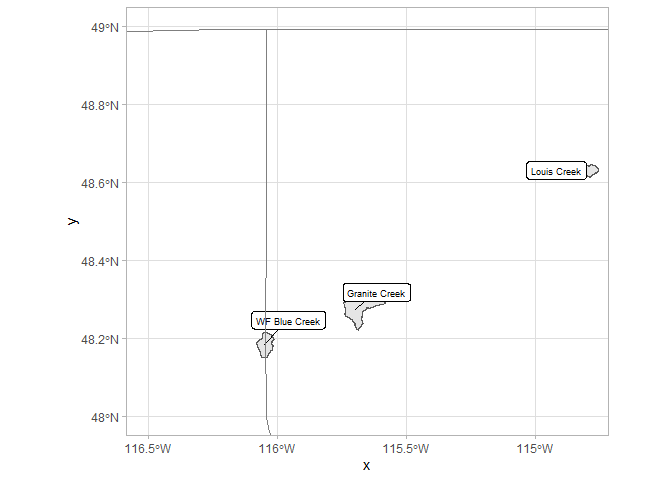 49°N
48.8°N
48.6°N
48.4°N
48.2°N
48°N
y
Louis Creek
Granite Creek
WF Blue Creek
116.5°W
116°W
115.5°W
115°W
x